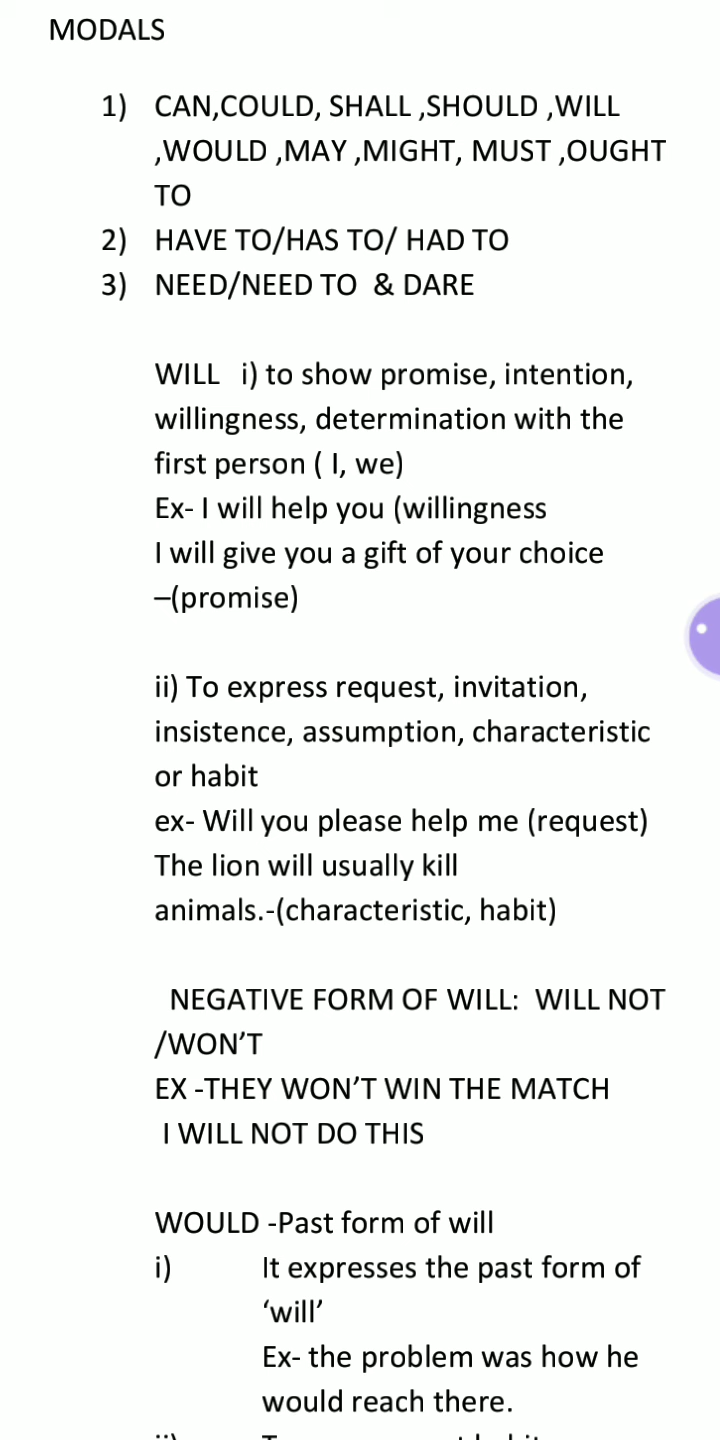 MODALS
1) CAN,COULD, SHALL ,SHOULD ,WILL
,WOULD ,MAY ,MIGHT, MUST ,OUGHT
TO
2) HAVE TO/HAS TO/ HAD TO
3) NEED/NEED TO & DARE
WILL i) to show promise, intention,
willingness, determination with the
first person ( I, we)
Ex- I will help you (willingness
I will give you a gift of your choice
–(promise)
ii) To express request, invitation,
insistence, assumption, characteristic
or habit
ex- Will you please help me (request)
The lion will usually kill
animals.-(characteristic, habit)
NEGATIVE FORM OF WILL: WILL NOT
/WON’T
EX -THEY WON’T WIN THE MATCH
I WILL NOT DO THIS
WOULD -Past form of will
i) It expresses the past form of
‘will’
Ex- the problem was how he
would reach there.